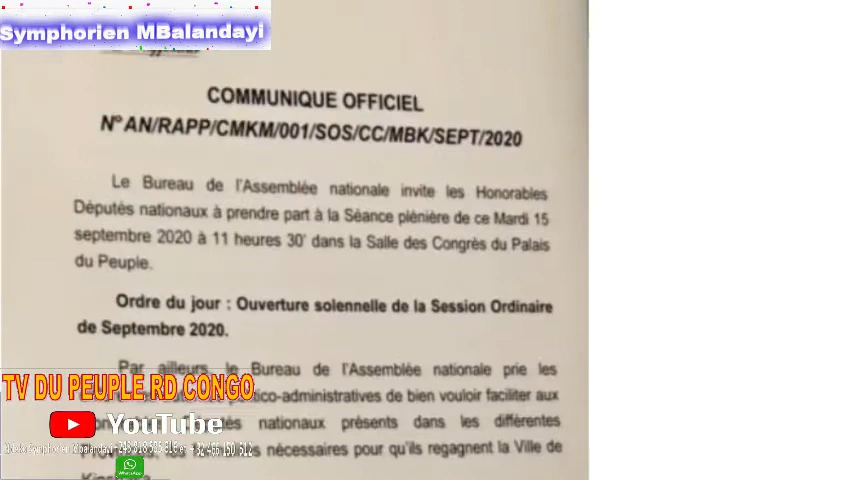 Symphorien MBalandayi
COMMUNIQUE OFFICIEL
N° AN/RAPP/CMKM/001/SOS/CC/MBK/SEPT/2020
Le Bureau de l'Assemblée nationale invite les Honorables
Députés nationaux à prendre part à la Séance plénière de ce Mardi 15
septembre 2020 à 11 heures 30' dans la Salle des Congrès du Palais
du Peuple.
Ordre du jour : Ouverture solennelle de la Session Ordinaire
de Septembre 2020.
Par ailleurs, le Bureau de l'Assemblée nationale prie les
TV DU PEUPLE RD CONGO
de bien vouloir faciliter aux
YouTube
nationaux présents dans les différentes
nécessaires pour qu'ils regagnent la Ville de
WhatsApp